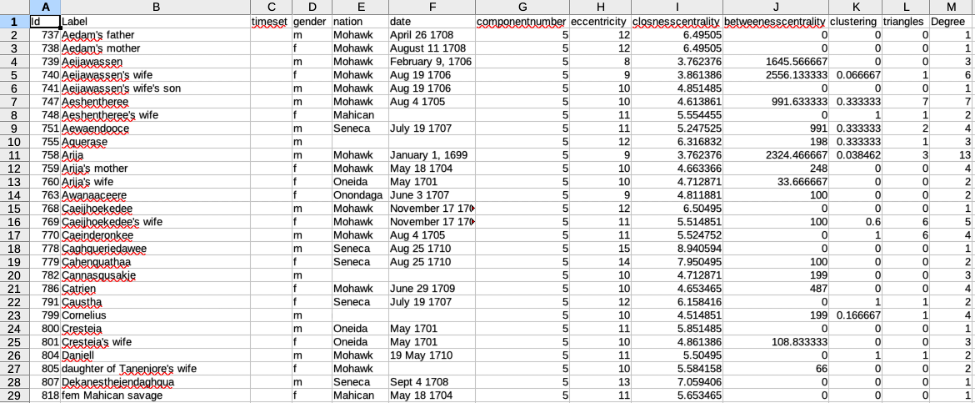 A B C D E F G H I J K L M
1 Id Label timeset gender nation date componentnumber eccentricity closnesscentrality betweenesscentrality clustering triangles Degree
2 737 Aedam's father m Mohawk April 26 1708 5 12 6.49505 0 0 0 1
3 738 Aedam's mother f Mohawk August 11 1708 5 12 6.49505 0 0 0 1
4 739 Aeijawassen m Mohawk February 9, 1706 5 8 3.762376 1645.566667 0 0 3
5 740 Aeijawassen's wife f Mohawk Aug 19 1706 5 9 3.861386 2556.133333 0.066667 1 6
6 741 Aeijawassen's wife's son m Mohawk Aug 19 1706 5 10 4.851485 0 0 0 1
7 747 Aeshentheree m Mohawk Aug 4 1705 5 10 4.613861 991.633333 0.333333 7 7
8 748 Aeshentheree's wife f Mahican 5 11 5.554455 0 1 1 2
9 751 Aewaendooce m Seneca July 19 1707 5 11 5.247525 991 0.333333 2 4
10 755 Aquerase m 5 12 6.316832 198 0.333333 1 3
11 758 Arija m Mohawk January 1, 1699 5 9 3.762376 2324.466667 0.038462 3 13
12 759 Arija's mother f Mohawk May 18 1704 5 10 4.663366 248 0 0 4
13 760 Arija's wife f Oneida May 1701 5 10 4.712871 33.666667 0 0 2
14 763 Awanaaceere f Onondaga June 3 1707 5 9 4.811881 100 0 0 2
15 768 Caeijhoekedee m Mohawk November 17 170 5 12 6.50495 0 0 0 1
16 769 Caeijhoekedee's wife f Mohawk November 17 170 5 11 5.514851 100 0.6 6 5
17 770 Caeinderonkee m Mohawk Aug 4 1705 5 11 5.524752 0 1 6 4
18 778 Caghqueriedawee m Seneca Aug 25 1710 5 15 8.940594 0 0 0 1
19 779 Cahenquathaa f Seneca Aug 25 1710 5 14 7.950495 100 0 0 2
20 782 Cannasqusakje m 5 10 4.712871 199 0 0 3
21 786 Catrien f Mohawk June 29 1709 5 10 4.653465 487 0 0 4
22 791 Caustha f Seneca July 19 1707 5 12 6.158416 0 1 1 2
23 799 Cornelius m 5 10 4.514851 199 0.166667 1 4
24 800 Cresteja m Oneida May 1701 5 11 5.851485 0 0 0 1
25 801 Cresteja's wife f Oneida May 1701 5 10 4.861386 108.833333 0 0 3
26 804 Daniell m Mohawk 19 May 1710 5 11 5.50495 0 1 1 2
27 805 daughter of Tanenjore's wife f Mohawk 5 10 5.584158 66 0 0 2
28 807 Dekanesthejendaghqua m Seneca Sept 4 1708 5 13 7.059406 0 0 0 1
29 818 fem Mahican savage f Mahican May 18 1704 5 11 5.653465 0 0 0 1